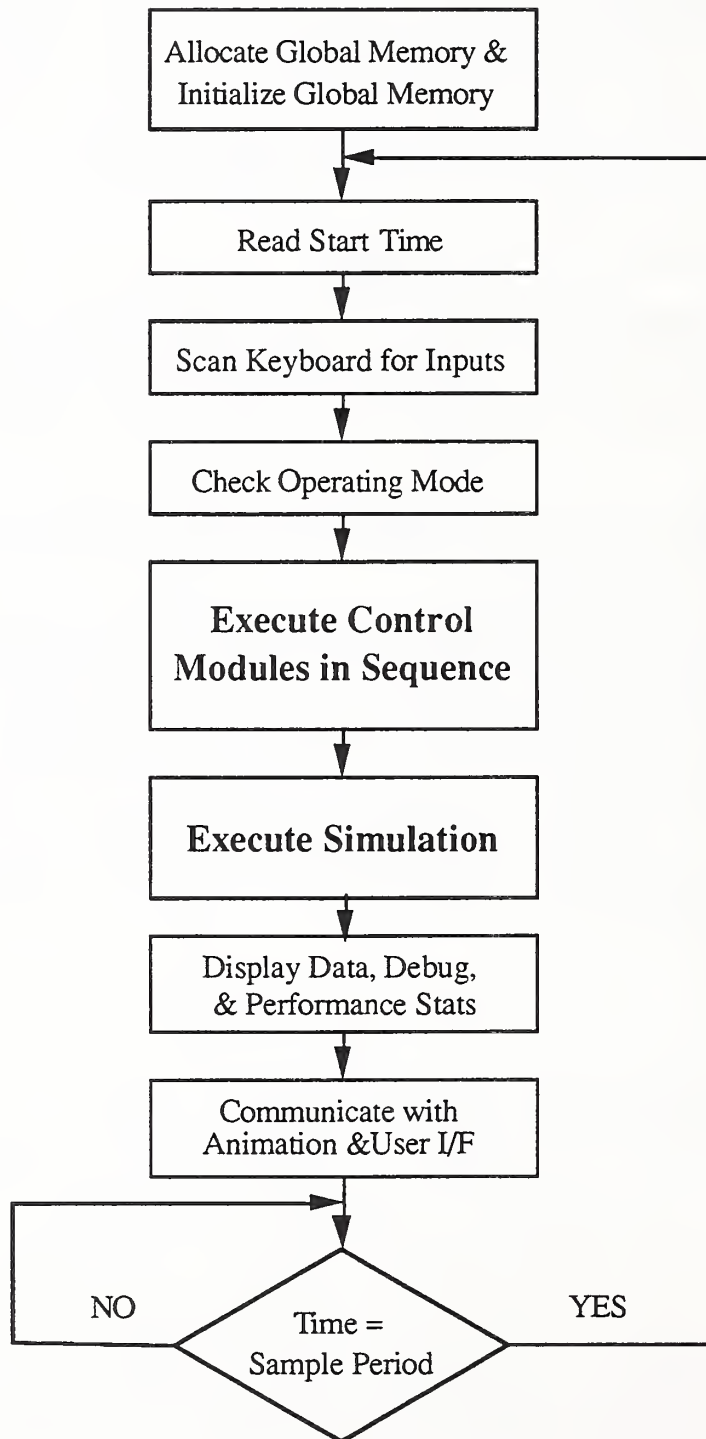 Allocate Global Memory &
Initialize Global Memory
Read Start Time
Scan Keyboard for Inputs
Check Operating Mode
Execute Control
Modules in Sequence
Execute Simulation
Display Data, Debug,
& Performance Stats
Communicate with
Animation &User I/F
NO
YES
Time =
Sample Period